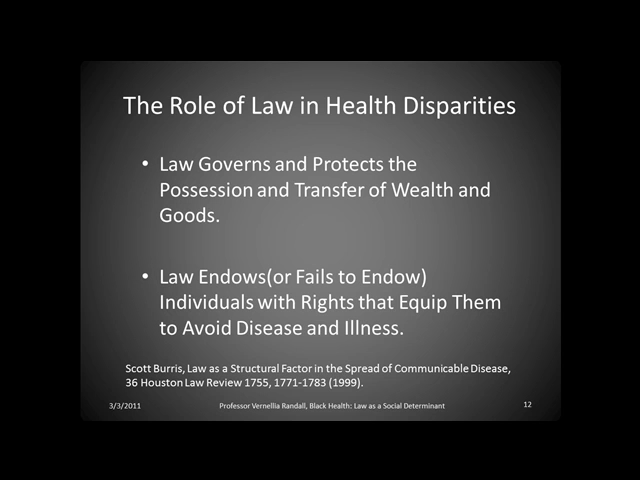 The Role of Law in Health Disparities
• Law Governs and Protects the
Possession and Transfer of Wealth and
Goods.
• Law Endows(or Fails to Endow)
Individuals with Rights that Equip Them
to Avoid Disease and Illness.
Scott Burris, Law as a Structural Factor in the Spread of Communicable Disease,
36 Houston Law Review 1755, 1771-1783 (1999).
3/3/2011 Professor Vernellia Randall, Black Health: Law as a Social Determinant 12